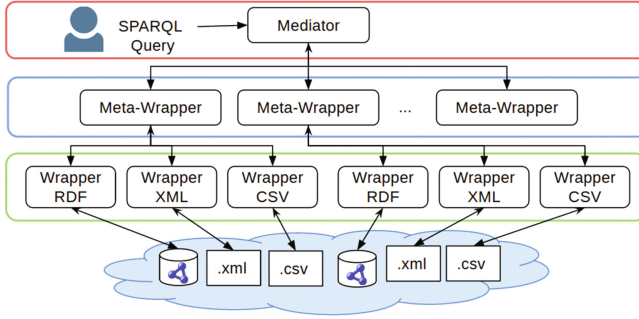 SPARQL
Query
Mediator
Meta-Wrapper
Meta-Wrapper
...
Meta-Wrapper
Wrapper
RDF
Wrapper
XML
Wrapper
CSV
Wrapper
RDF
Wrapper
XML
Wrapper
CSV
.xml
.csv
.xml
.csv